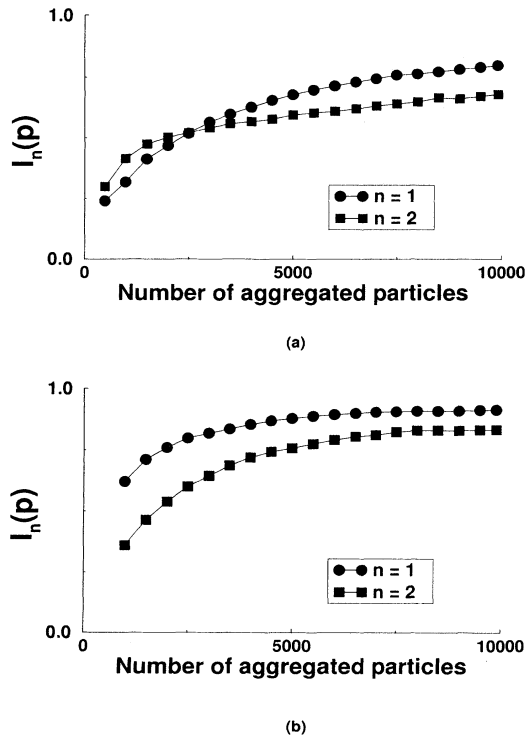 1.0
Iₙ(p)
n = 1
n = 2
0.0
0 5000 10000
Number of aggregated particles
(a)
1.0
Iₙ(p)
n = 1
n = 2
0.0
0 5000 10000
Number of aggregated particles
(b)